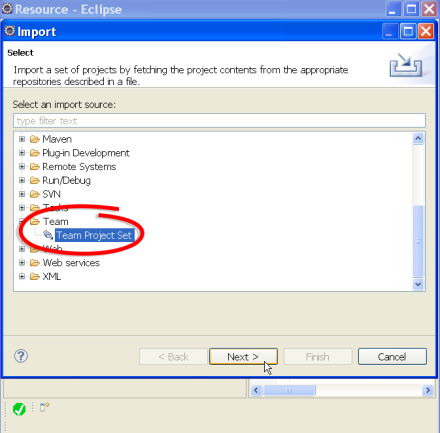 Resource - Eclipse
Import
Select
Import a set of projects by fetching the project contents from the appropriate
repositories described in a file.
Select an import source:
type filter text
Maven
Plug-in Development
Remote Systems
Run/Debug
SVN
Tasks
Team
Team Project Set
Web
Web services
XML
?
< Back Next > Finish Cancel